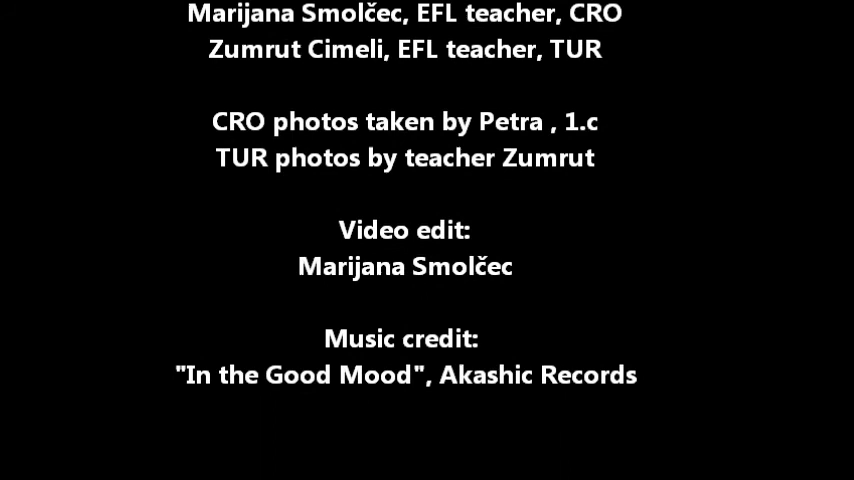 Marijana Smolčec, EFL teacher, CRO
Zumrut Cimeli, EFL teacher, TUR
CRO photos taken by Petra , 1.c
TUR photos by teacher Zumrut
Video edit:
Marijana Smolčec
Music credit:
"In the Good Mood", Akashic Records